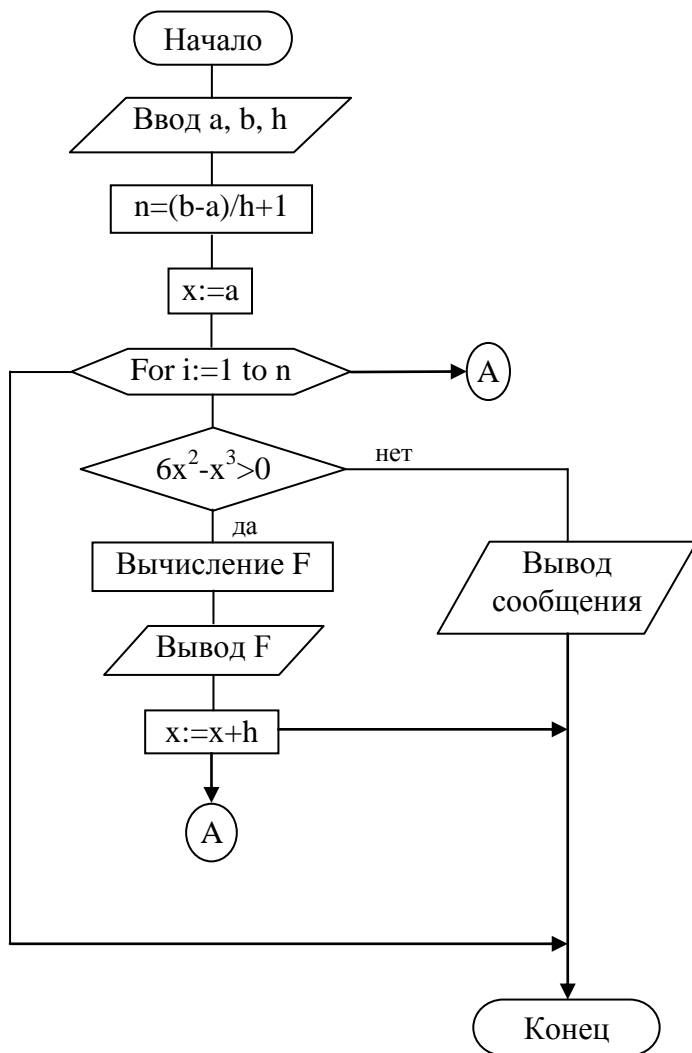 Начало
Ввод a, b, h
n=(b-a)/h+1
x:=a
For i:=1 to n
A
6x²-x³>0
нет
да
Вычисление F
Вывод
сообщения
Вывод F
x:=x+h
A
Конец